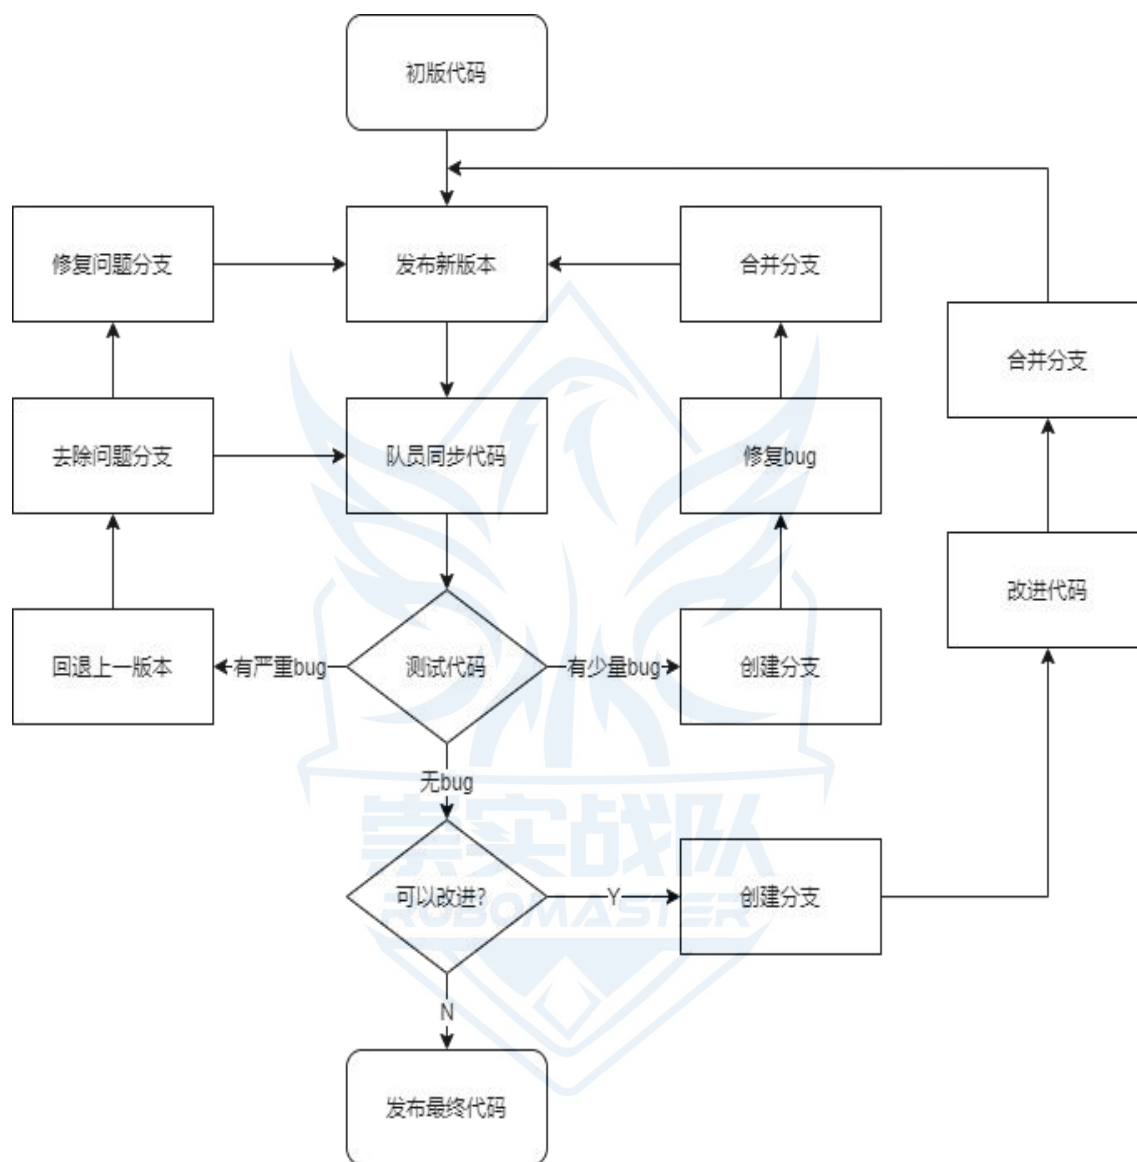 初版代码
修复问题分支
发布新版本
合并分支
合并分支
去除问题分支
队员同步代码
修复bug
改进代码
回退上一版本
有严重bug
测试代码
有少量bug
创建分支
无bug
崇实战队
ROBOMASTER
可以改进?
Y
创建分支
N
发布最终代码